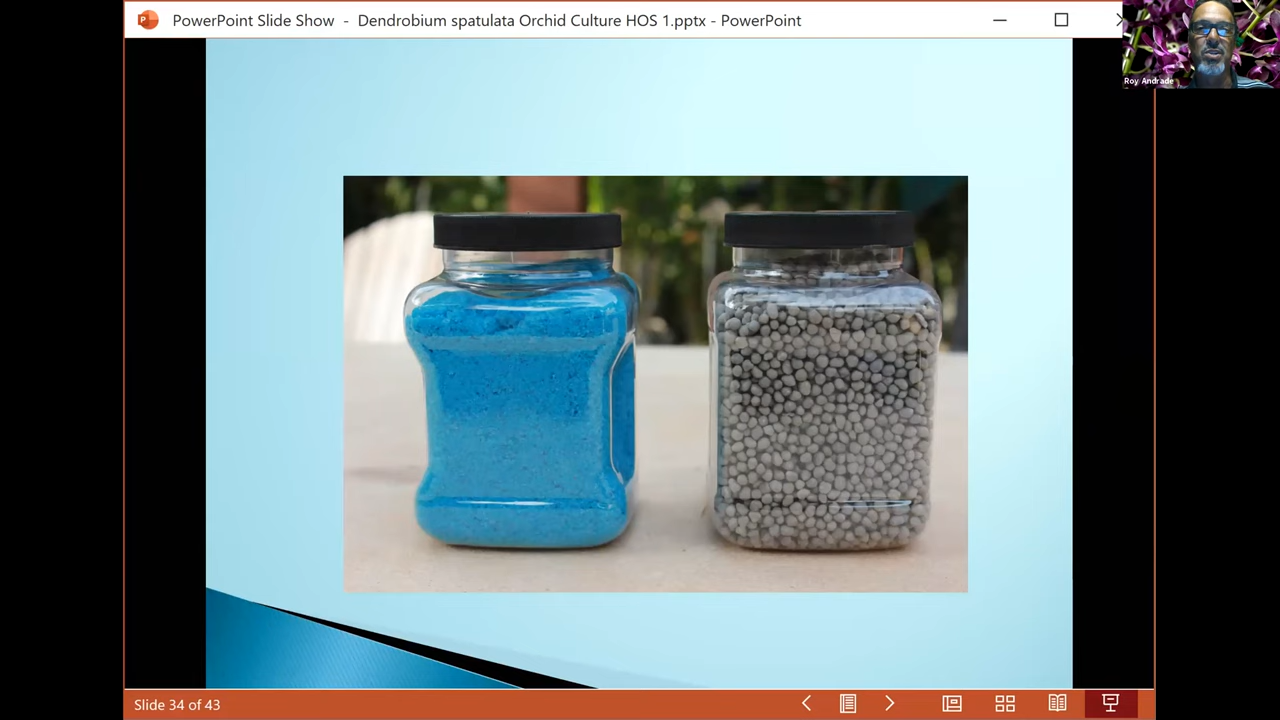 PowerPoint Slide Show - Dendrobium spatulata Orchid Culture HOS 1.pptx - PowerPoint
Roy Andrade
Slide 34 of 43